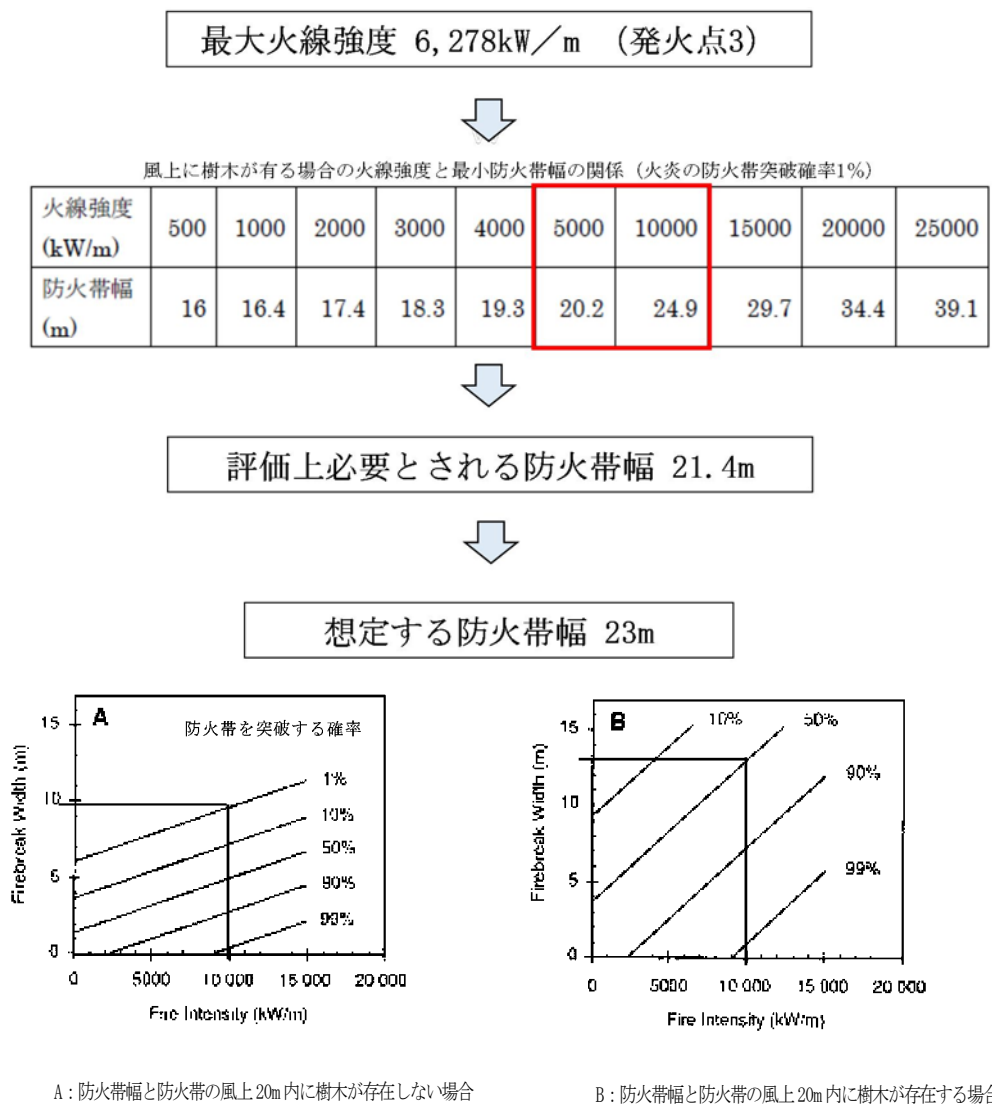 最大火線強度 6,278kW／m （発火点3）
風上に樹木が有る場合の火線強度と最小防火帯幅の関係（火炎の防火帯突破確率1%）
火線強度 (kW/m) 500 1000 2000 3000 4000 5000 10000 15000 20000 25000
防火帯幅 (m) 16 16.4 17.4 18.3 19.3 20.2 24.9 29.7 34.4 39.1
評価上必要とされる防火帯幅 21.4m
想定する防火帯幅 23m
A
防火帯を突破する確率
15
10
5
0
Firebreak Width (m)
1%
10%
50%
90%
99%
0 5000 10 000 15 000 20 000
Fire Intensity (kW/m)
B
10% 50%
90%
99%
15
10
5
0
Firebreak Width (m)
0 5000 10 000 15 000 20 000
Fire Intensity (kW/m)
A：防火帯幅と防火帯の風上20m内に樹木が存在しない場合
B：防火帯幅と防火帯の風上20m内に樹木が存在する場合